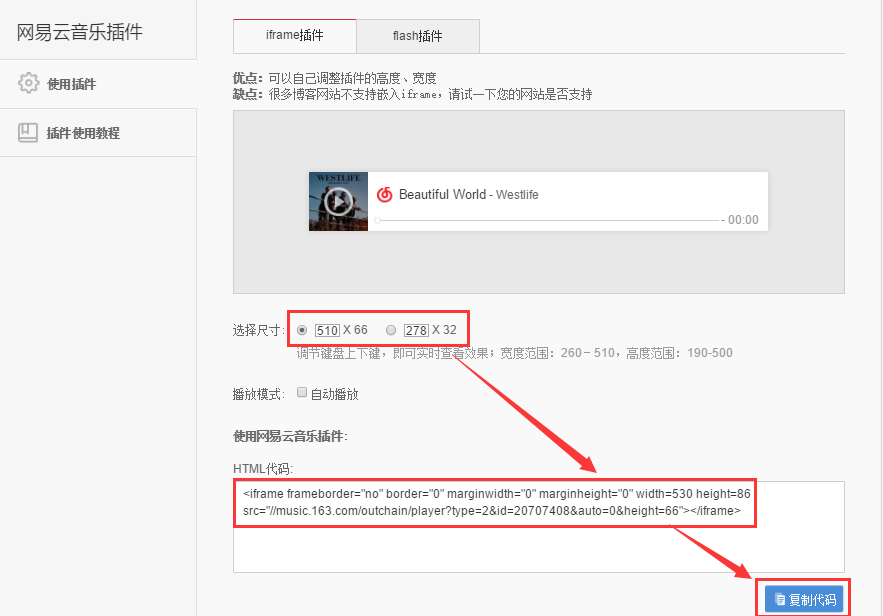 网易云音乐插件
使用插件
插件使用教程
iframe插件
flash插件
优点：可以自己调整插件的高度、宽度
缺点：很多博客网站不支持嵌入iframe，请试一下您的网站是否支持
WESTLIFE
Beautiful World - Westlife
- 00:00
选择尺寸: 510 X 66 278 X 32
调节键盘上下键，即可实时查看效果；宽度范围：260－510，高度范围：190-500
播放模式: 自动播放
使用网易云音乐插件:
HTML代码:
<iframe frameborder="no" border="0" marginwidth="0" marginheight="0" width=530 height=86
src="//music.163.com/outchain/player?type=2&id=20707408&auto=0&height=66"></iframe>
复制代码